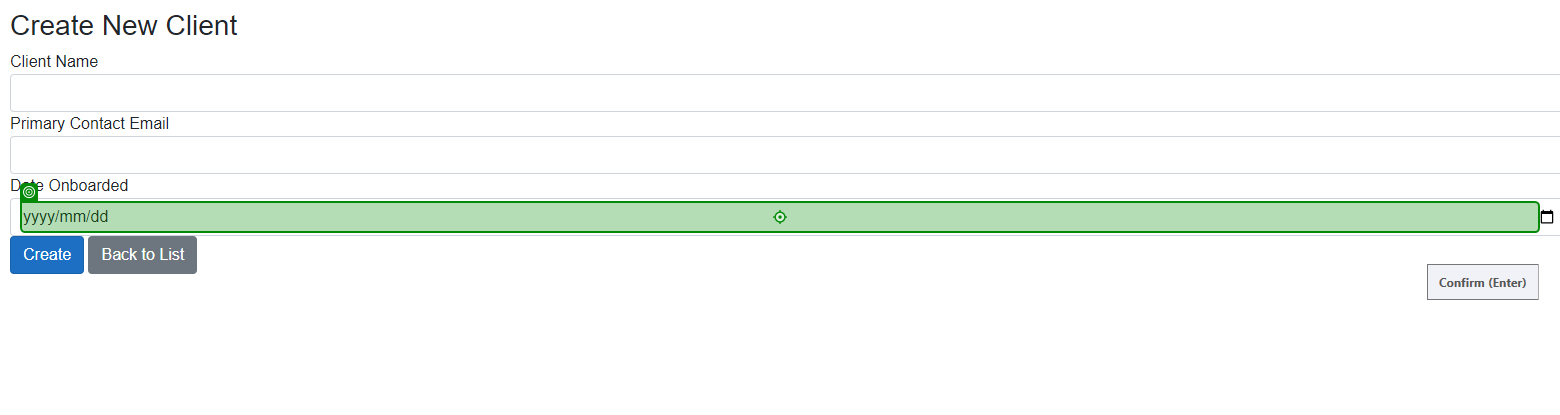 Create New Client
Client Name
Primary Contact Email
Date Onboarded
yyyy/mm/dd
Create Back to List
Confirm (Enter)